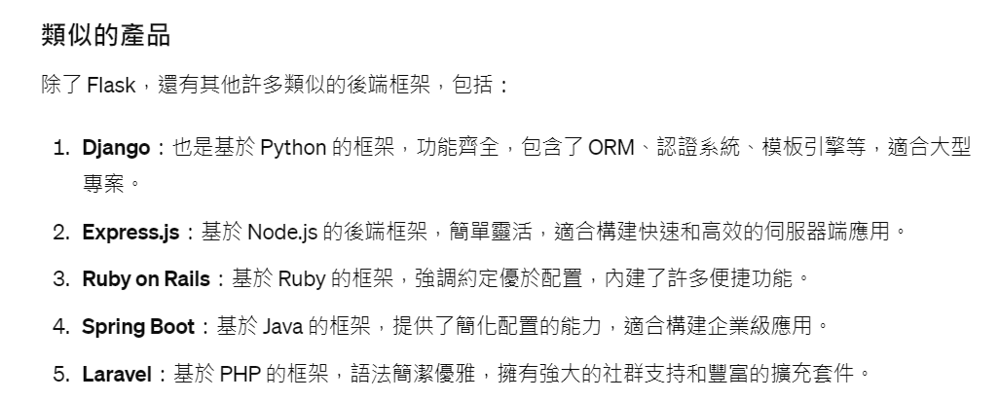 類似的產品
除了 Flask，還有其他許多類似的後端框架，包括：
1. Django：也是基於 Python 的框架，功能齊全，包含了 ORM、認證系統、模板引擎等，適合大型
專案。
2. Express.js：基於 Node.js 的後端框架，簡單靈活，適合構建快速和高效的伺服器端應用。
3. Ruby on Rails：基於 Ruby 的框架，強調約定優於配置，內建了許多便捷功能。
4. Spring Boot：基於 Java 的框架，提供了簡化配置的能力，適合構建企業級應用。
5. Laravel：基於 PHP 的框架，語法簡潔優雅，擁有強大的社群支持和豐富的擴充套件。